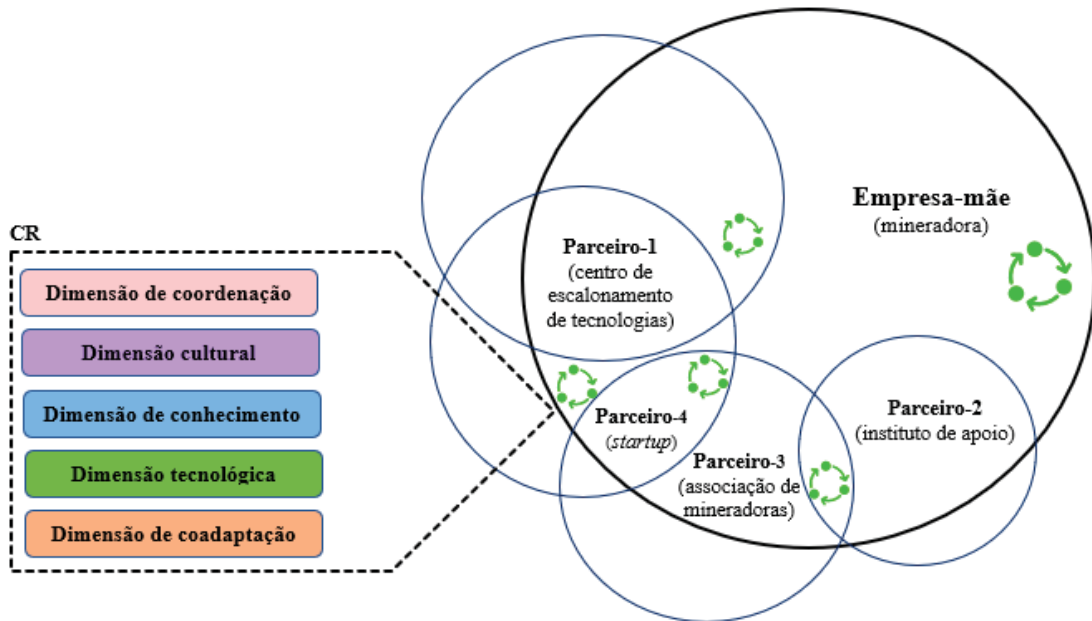 CR
Dimensão de coordenação
Dimensão cultural
Dimensão de conhecimento
Dimensão tecnológica
Dimensão de coadaptação
Empresa-mãe
(mineradora)
Parceiro-1
(centro de
escalonamento
de tecnologias)
Parceiro-4
(startup)
Parceiro-3
(associação de
mineradoras)
Parceiro-2
(instituto de apoio)